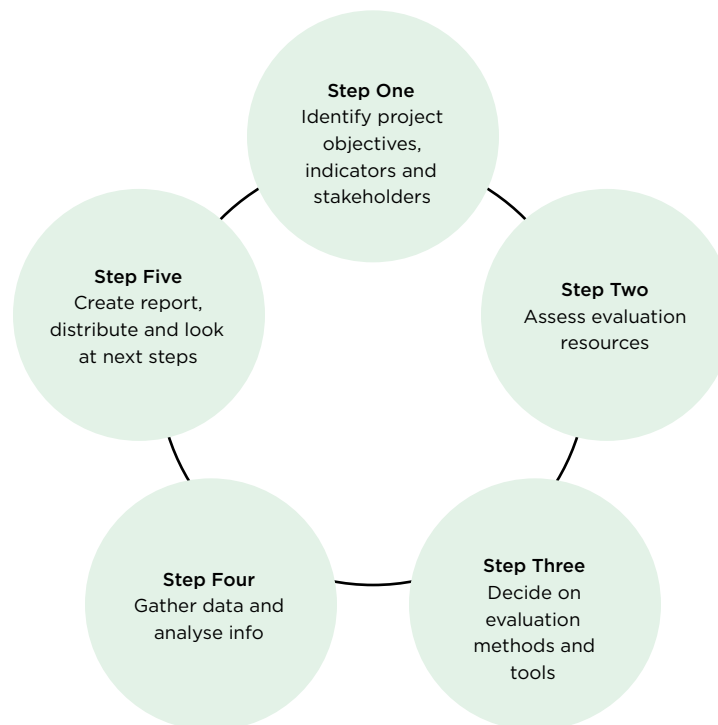 Step One
Identify project
objectives,
indicators and
stakeholders
Step Two
Assess evaluation
resources
Step Three
Decide on
evaluation
methods and
tools
Step Four
Gather data and
analyse info
Step Five
Create report,
distribute and look
at next steps